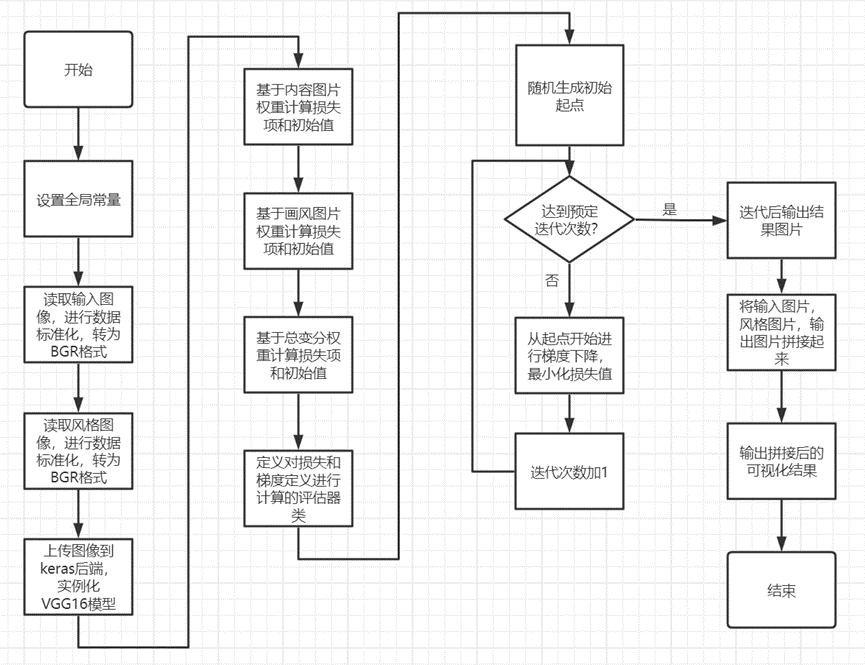 开始
设置全局常量
读取输入图
像，进行数据
标准化，转为
BGR格式
读取风格图
像，进行数据
标准化，转为
BGR格式
上传图像到
keras后端，
实例化
VGG16模型
基于内容图片
权重计算损失
项和初始值
基于画风图片
权重计算损失
项和初始值
基于总变分权
重计算损失项
和初始值
定义对损失和
梯度定义进行
计算的评估器
类
随机生成初始
起点
达到预定
迭代次数？
是
否
从起点开始进
行梯度下降，
最小化损失值
迭代次数加1
迭代后输出结
果图片
将输入图片，
风格图片，输
出图片拼接起
来
输出拼接后的
可视化结果
结束